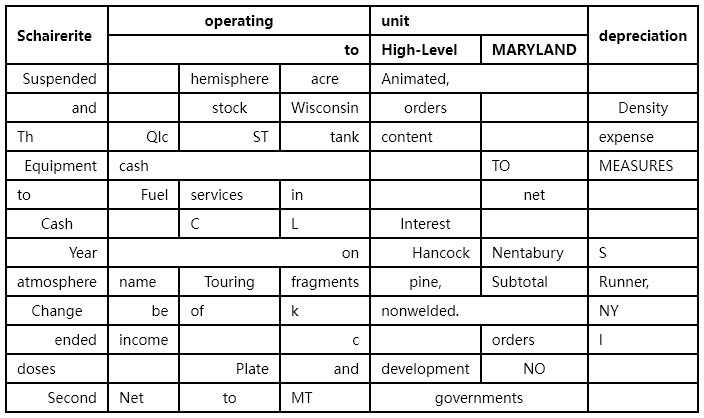 Schairerite operating unit depreciation
to High-Level MARYLAND
Suspended hemisphere acre Animated,
and stock Wisconsin orders Density
Th Qlc ST tank content expense
Equipment cash TO MEASURES
to Fuel services in net
Cash C L Interest
Year on Hancock Nentabury S
atmosphere name Touring fragments pine, Subtotal Runner,
Change be of k nonwelded. NY
ended income c orders I
doses Plate and development NO
Second Net to MT governments